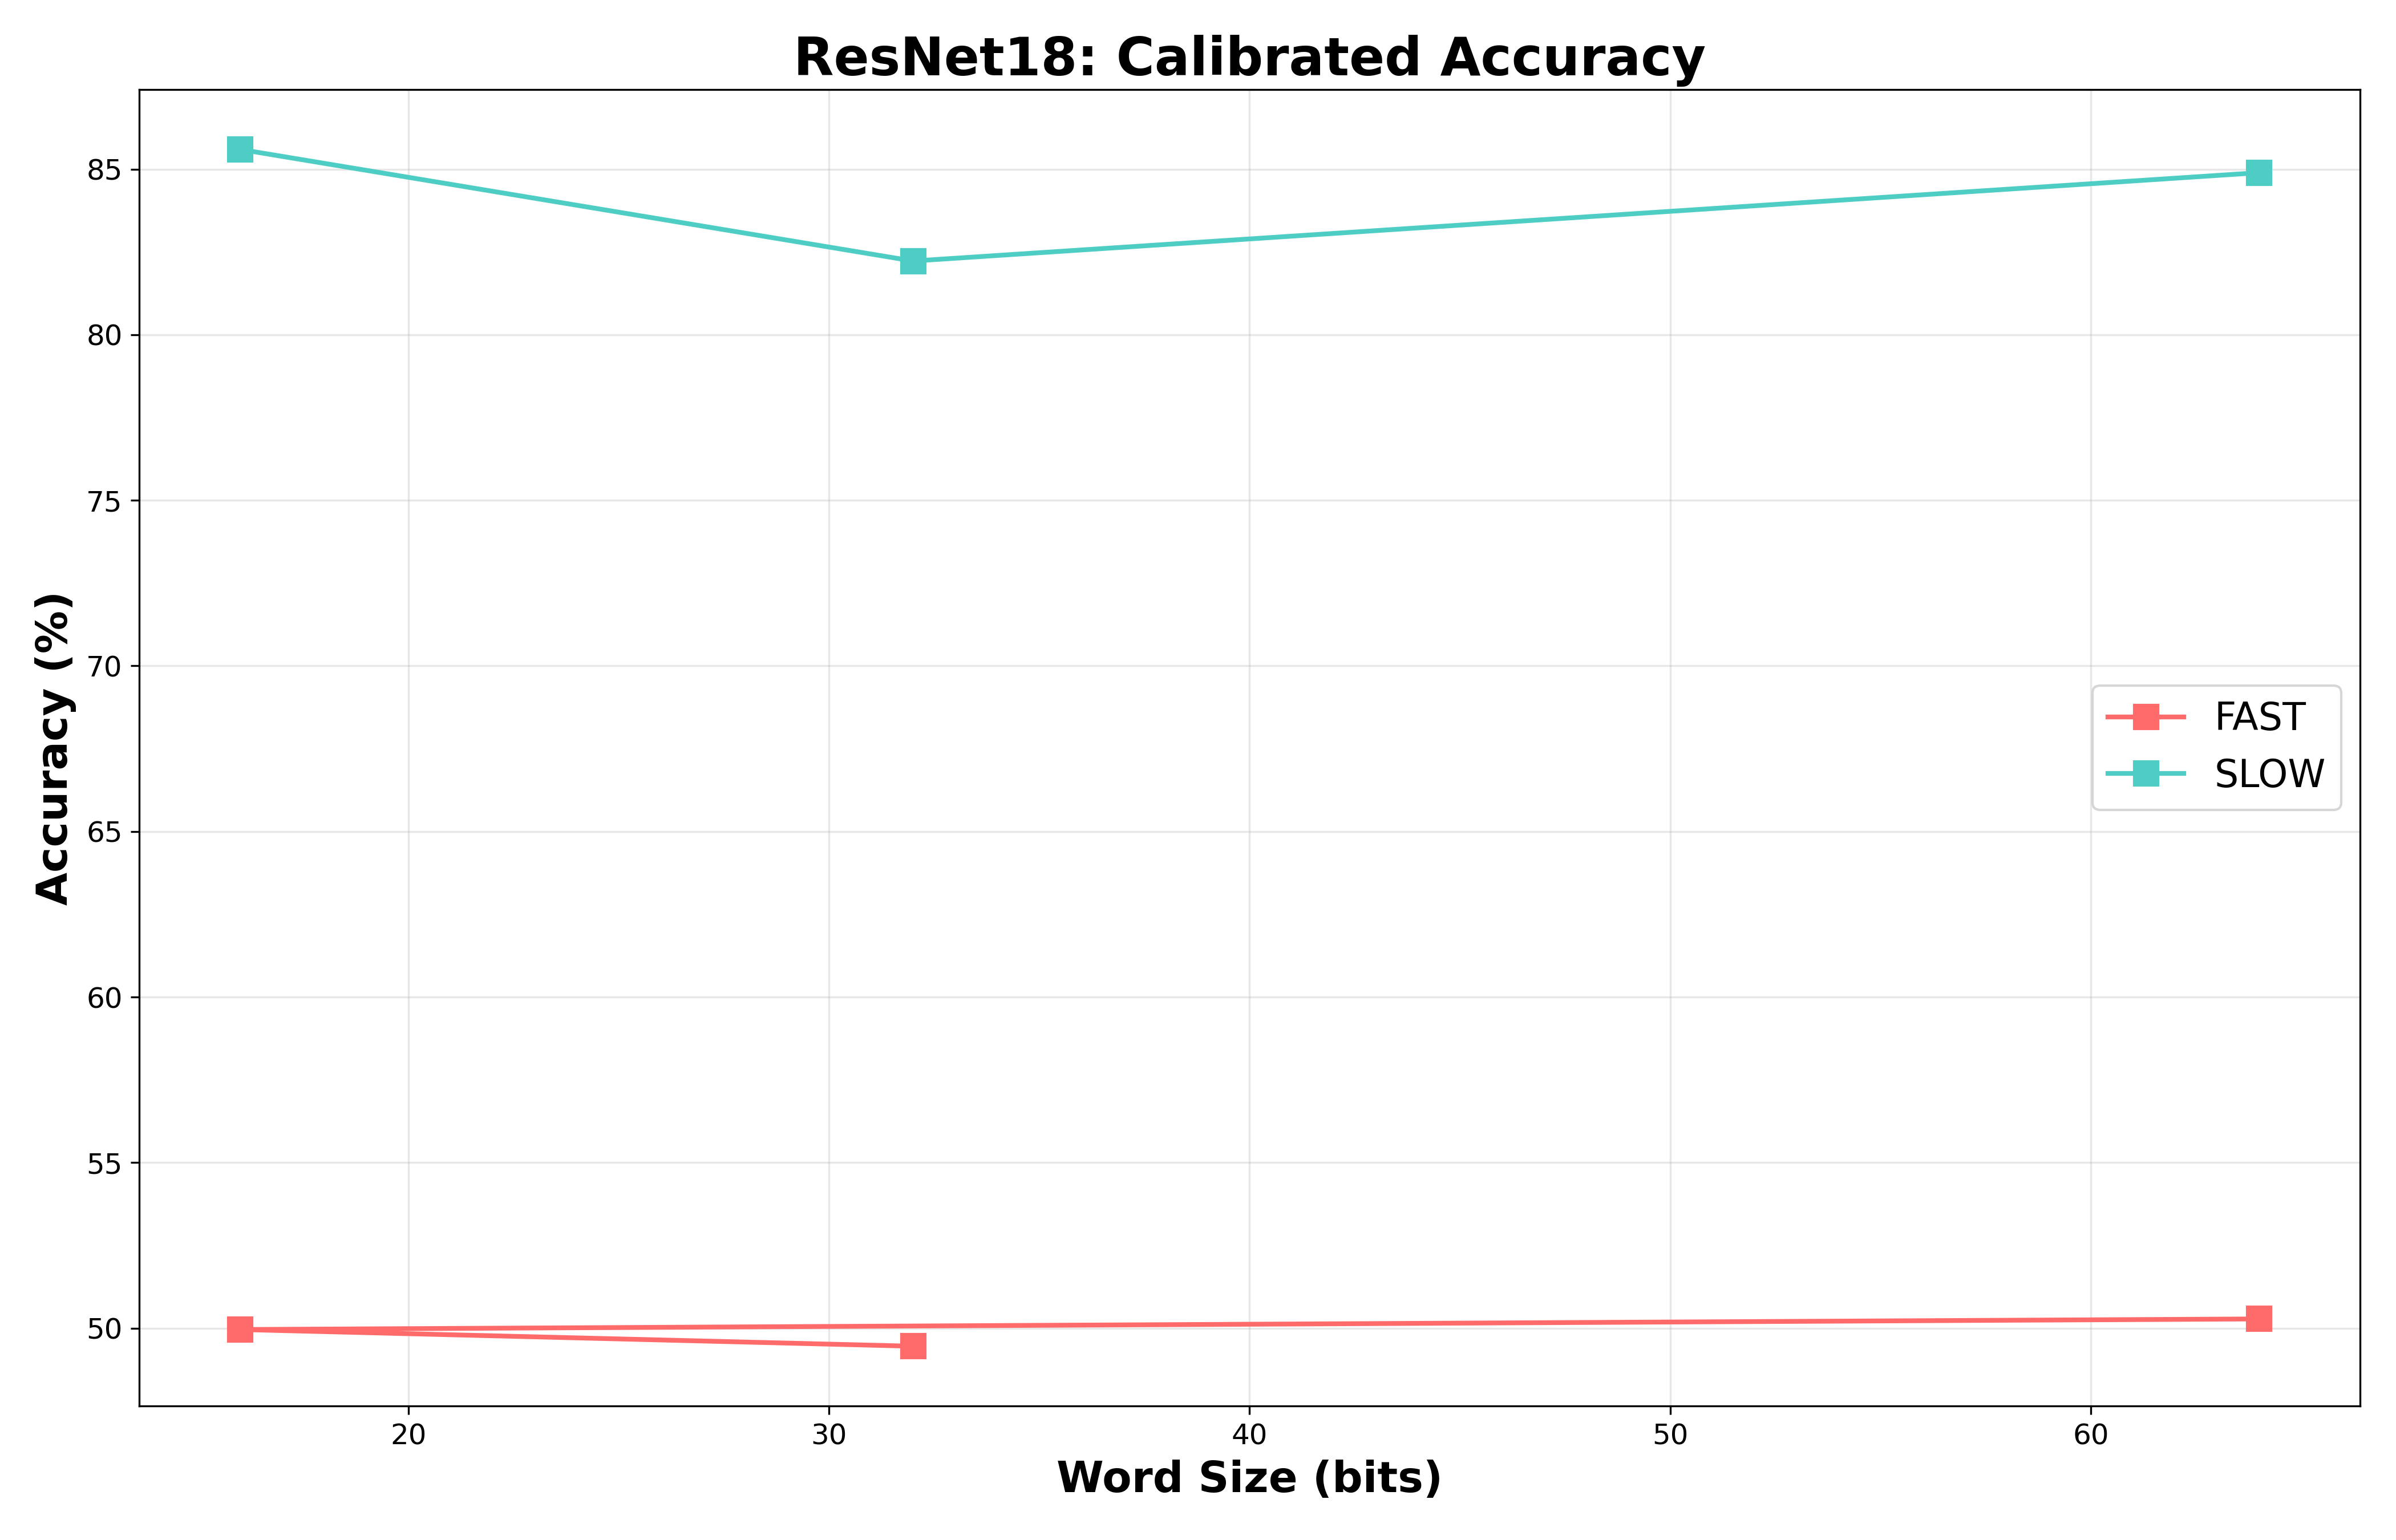 ResNet18: Calibrated Accuracy
Accuracy (%)
85
80
75
70
65
60
55
50
FAST
SLOW
20 30 40 50 60
Word Size (bits)